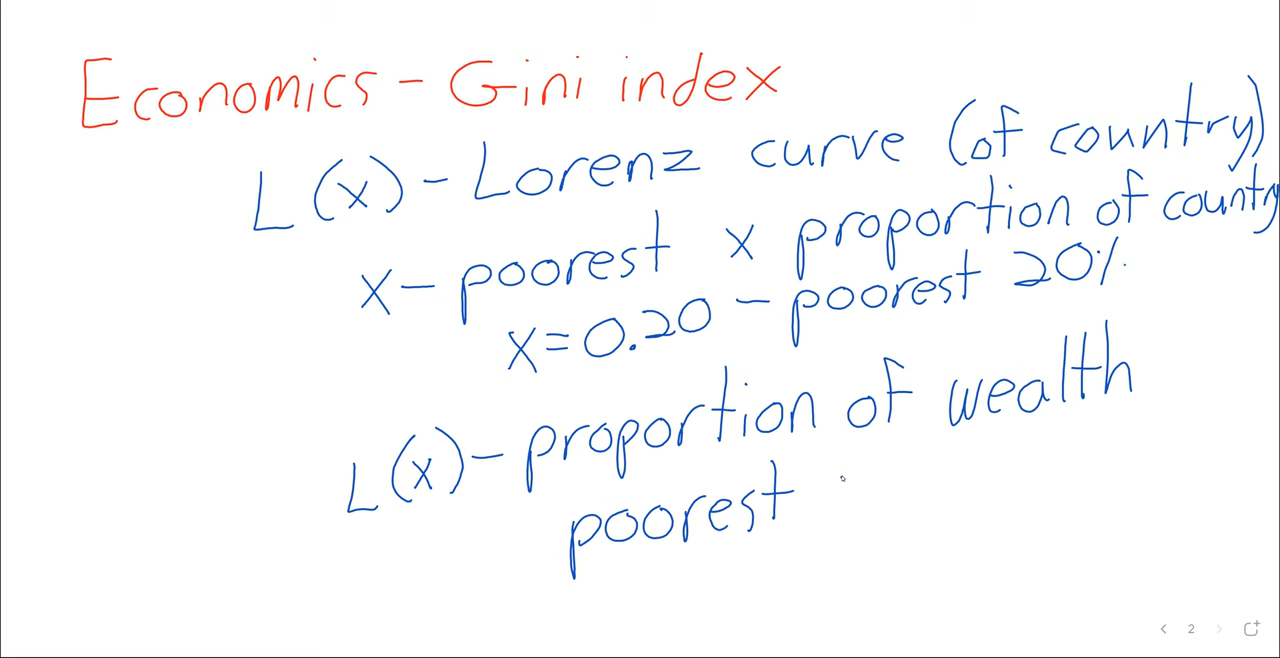 Economics - Gini index
L(x) - Lorenz curve (of country)
x - poorest x proportion of country
x = 0.20 - poorest 20%
L(x) - proportion of wealth
poorest
2